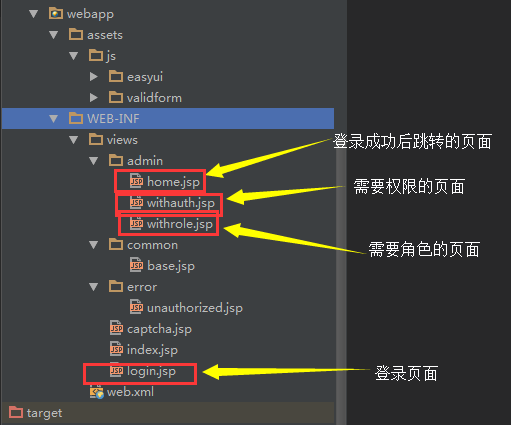 webapp
assets
js
easyui
validform
WEB-INF
views
admin
登录成功后跳转的页面
home.jsp
需要权限的页面
withauth.jsp
withrole.jsp
需要角色的页面
common
base.jsp
error
unauthorized.jsp
captcha.jsp
index.jsp
login.jsp
登录页面
web.xml
target